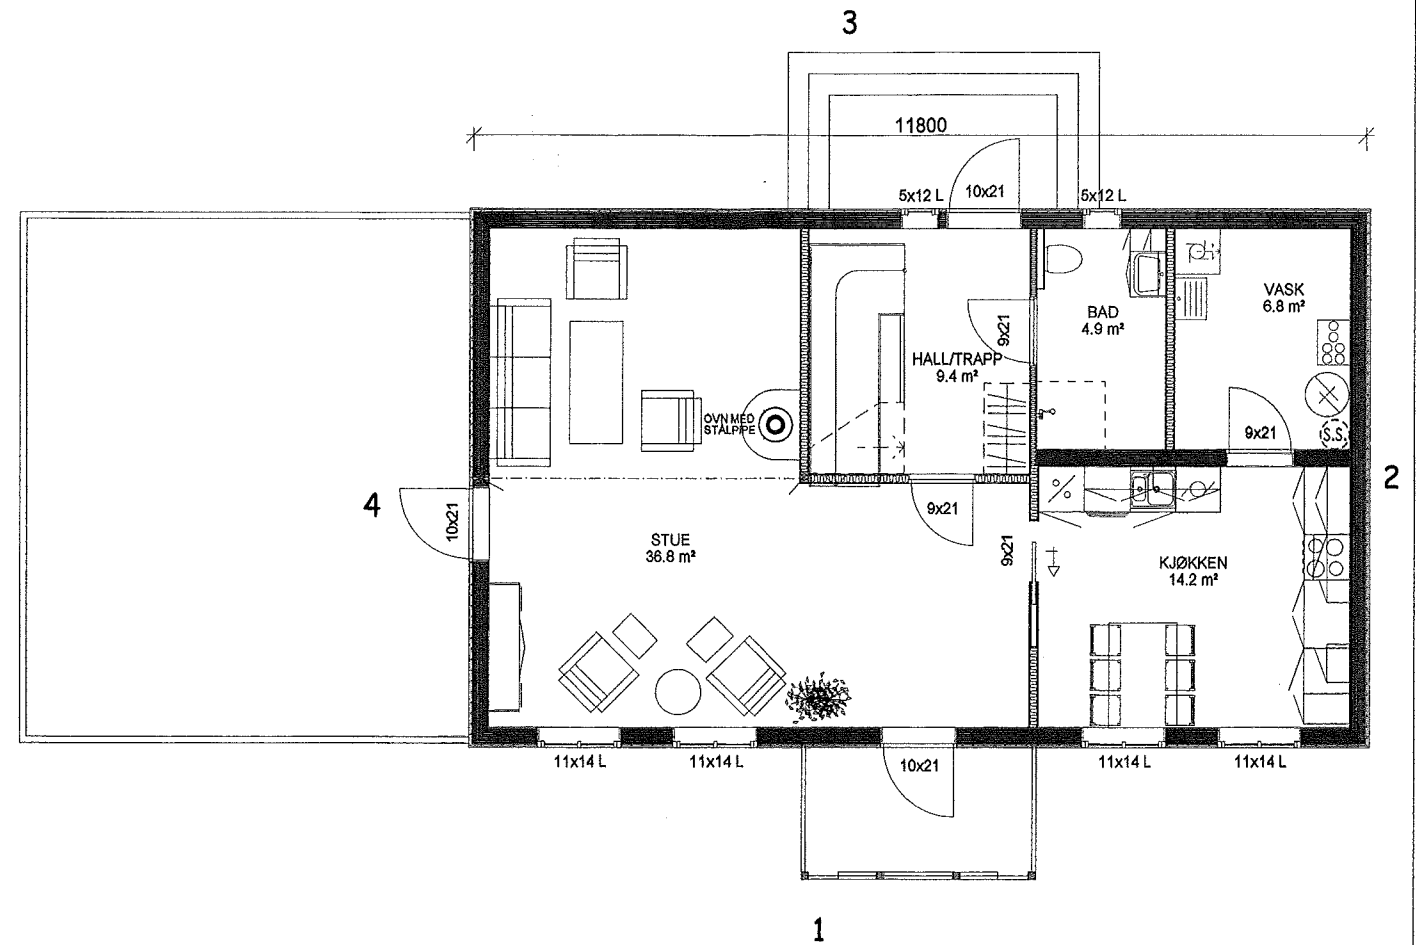 3
11800
5x12 L
10x21
5x12 L
VASK
6.8 m²
BAD
4.9 m²
9x21
HALL/TRAPP
9.4 m²
OVN MED
STÅLPIPE
9x21
S.S.
4
10x21
9x21
9x21
2
STUE
36.8 m²
KJØKKEN
14.2 m²
11x14 L
11x14 L
10x21
11x14 L
11x14 L
1